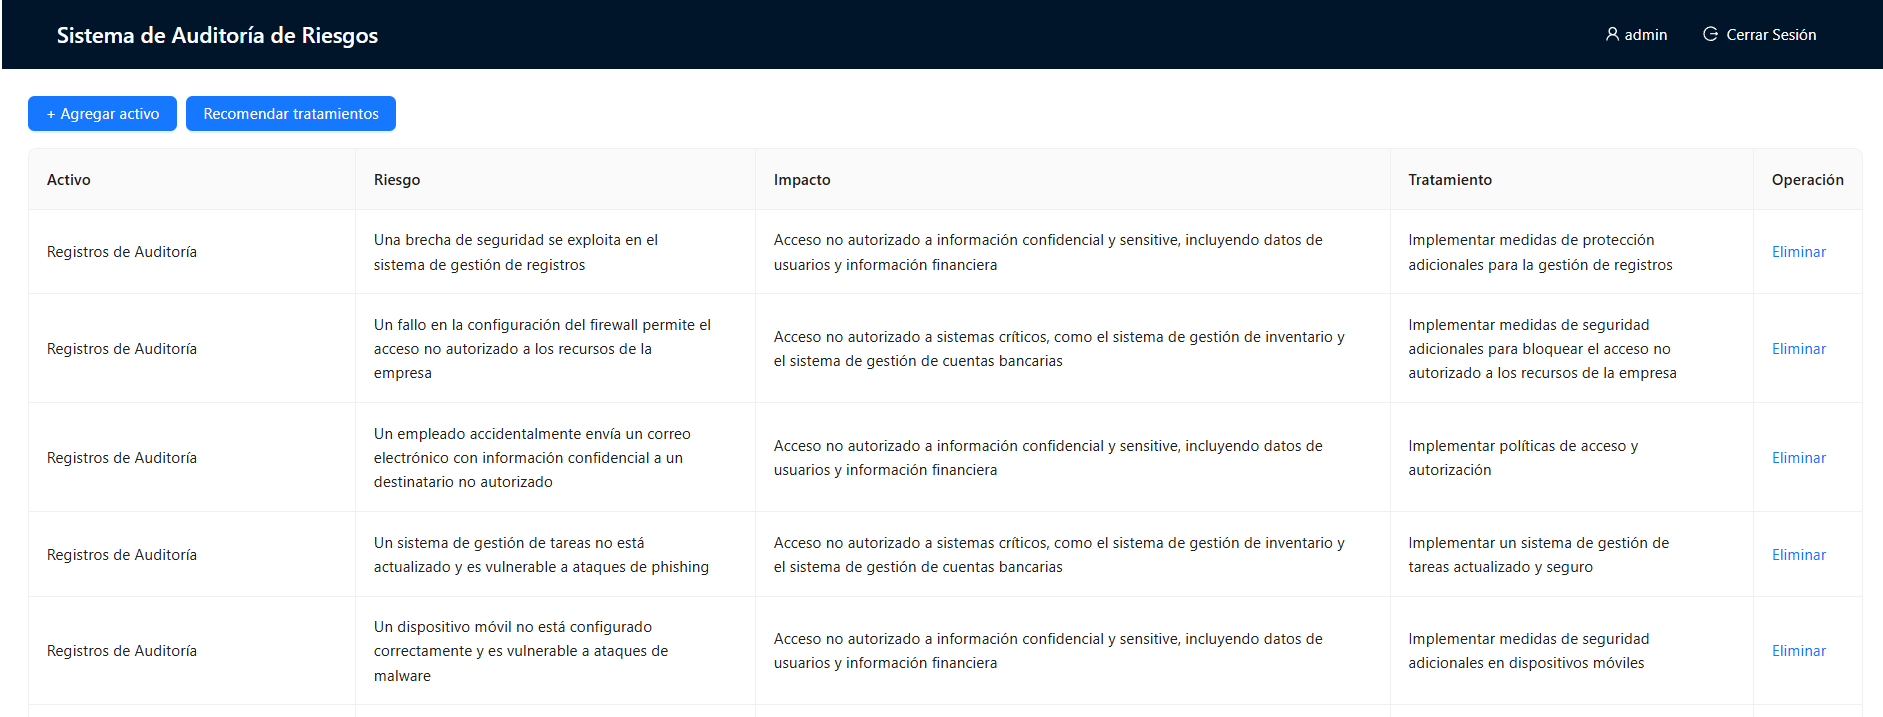 Sistema de Auditoría de Riesgos
admin
Cerrar Sesión
+ Agregar activo
Recomendar tratamientos
Activo
Riesgo
Impacto
Tratamiento
Operación
Registros de Auditoría
Una brecha de seguridad se exploita en el
sistema de gestión de registros
Acceso no autorizado a información confidencial y sensitive, incluyendo datos de
usuarios y información financiera
Implementar medidas de protección
adicionales para la gestión de registros
Eliminar
Registros de Auditoría
Un fallo en la configuración del firewall permite el
acceso no autorizado a los recursos de la
empresa
Acceso no autorizado a sistemas críticos, como el sistema de gestión de inventario y
el sistema de gestión de cuentas bancarias
Implementar medidas de seguridad
adicionales para bloquear el acceso no
autorizado a los recursos de la empresa
Eliminar
Registros de Auditoría
Un empleado accidentalmente envía un correo
electrónico con información confidencial a un
destinatario no autorizado
Acceso no autorizado a información confidencial y sensitive, incluyendo datos de
usuarios y información financiera
Implementar políticas de acceso y
autorización
Eliminar
Registros de Auditoría
Un sistema de gestión de tareas no está
actualizado y es vulnerable a ataques de phishing
Acceso no autorizado a sistemas críticos, como el sistema de gestión de inventario y
el sistema de gestión de cuentas bancarias
Implementar un sistema de gestión de
tareas actualizado y seguro
Eliminar
Registros de Auditoría
Un dispositivo móvil no está configurado
correctamente y es vulnerable a ataques de
malware
Acceso no autorizado a información confidencial y sensitive, incluyendo datos de
usuarios y información financiera
Implementar medidas de seguridad
adicionales en dispositivos móviles
Eliminar